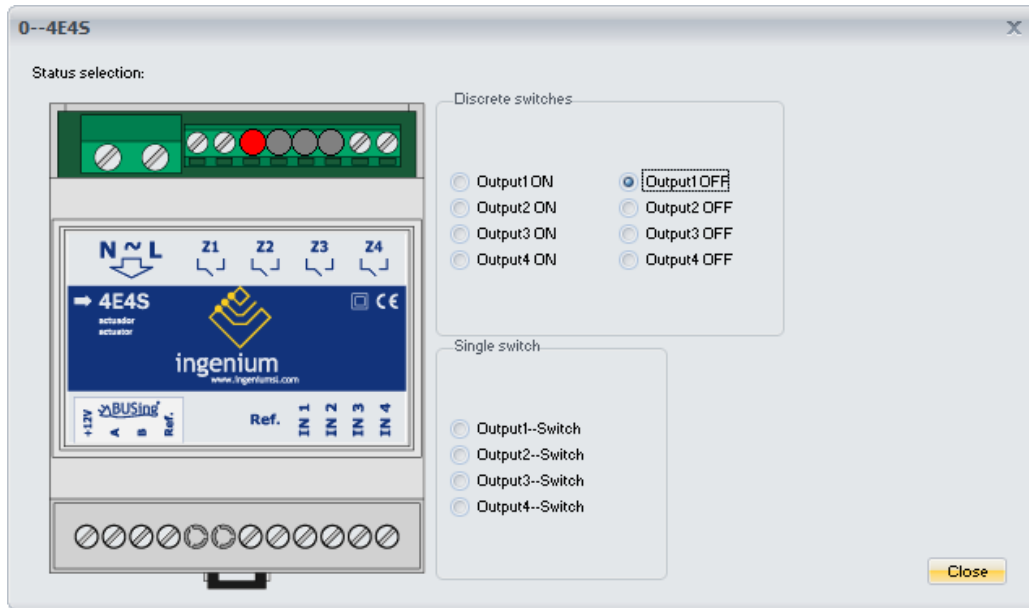 0--4E4S
X
Status selection:
N ~ L Z1 Z2 Z3 Z4
4E4S
CE
actuador
actuator
ingenium
www.ingeniumsl.com
+12V
A
B
BUSing
Ref.
Ref.
IN 1
IN 2
IN 3
IN 4
Discrete switches
Output1 ON Output1 OFF
Output2 ON Output2 OFF
Output3 ON Output3 OFF
Output4 ON Output4 OFF
Single switch
Output1--Switch
Output2--Switch
Output3--Switch
Output4--Switch
Close